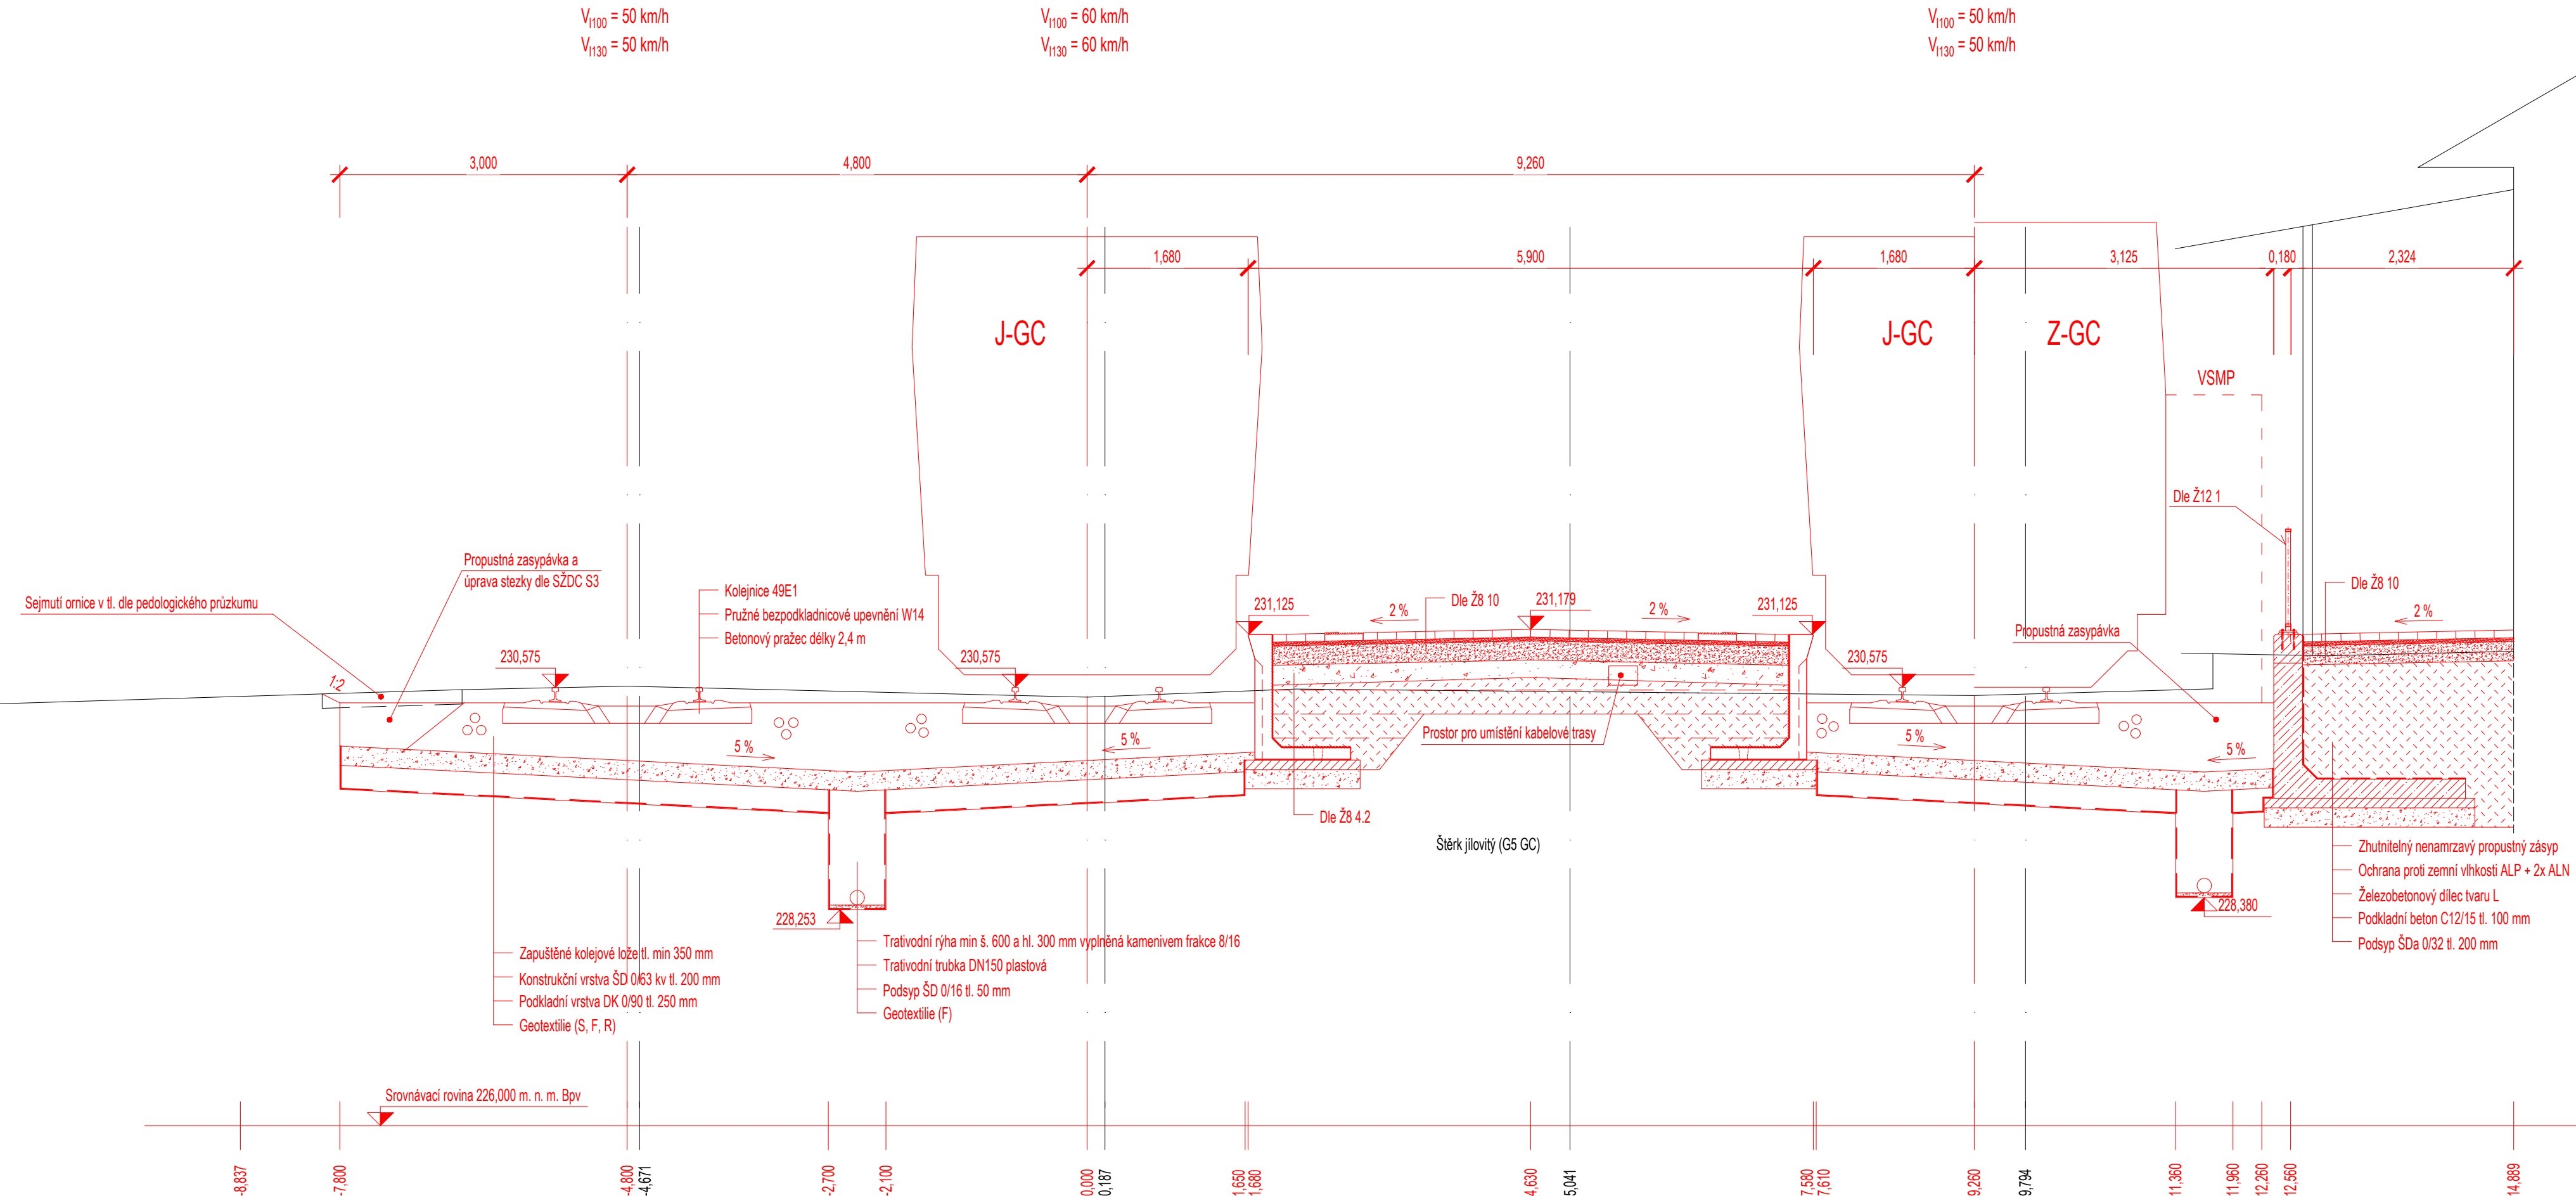 V_I100 = 50 km/h
V_I130 = 50 km/h
V_I100 = 60 km/h
V_I130 = 60 km/h
V_I100 = 50 km/h
V_I130 = 50 km/h
3,000
4,800
9,260
1,680
5,900
1,680
3,125
0,180
2,324
J-GC
J-GC
Z-GC
VSMP
Dle Ž12 1
Propustná zasypávka a
úprava stezky dle SŽDC S3
Sejmutí ornice v tl. dle pedologického průzkumu
Kolejnice 49E1
Pružné bezpodkladnicové upevnění W14
Betonový pražec délky 2,4 m
231,125
2 %
Dle Ž8 10
231,179
2 %
231,125
Dle Ž8 10
2 %
Propustná zasypávka
230,575
230,575
230,575
1:2
5 %
5 %
Prostor pro umístění kabelové trasy
5 %
5 %
Dle Ž8 4.2
Štěrk jílovitý (G5 GC)
228,253
228,380
Zhutnitelný nenamrzavý propustný zásyp
Ochrana proti zemní vlhkosti ALP + 2x ALN
Železobetonový dílec tvaru L
Podkladní beton C12/15 tl. 100 mm
Podsyp ŠDa 0/32 tl. 200 mm
Zapuštěné kolejové lože tl. min 350 mm
Konstrukční vrstva ŠD 0/63 kv tl. 200 mm
Podkladní vrstva DK 0/90 tl. 250 mm
Geotextilie (S, F, R)
Trativodní rýha min š. 600 a hl. 300 mm vyplněná kamenivem frakce 8/16
Trativodní trubka DN150 plastová
Podsyp ŠD 0/16 tl. 50 mm
Geotextilie (F)
Srovnávací rovina 226,000 m. n. m. Bpv
-8,837
-7,800
-4,800
-4,671
-2,700
-2,100
0,000
0,187
1,650
1,680
4,630
5,041
7,580
7,610
9,260
9,794
11,360
11,960
12,260
12,560
14,889